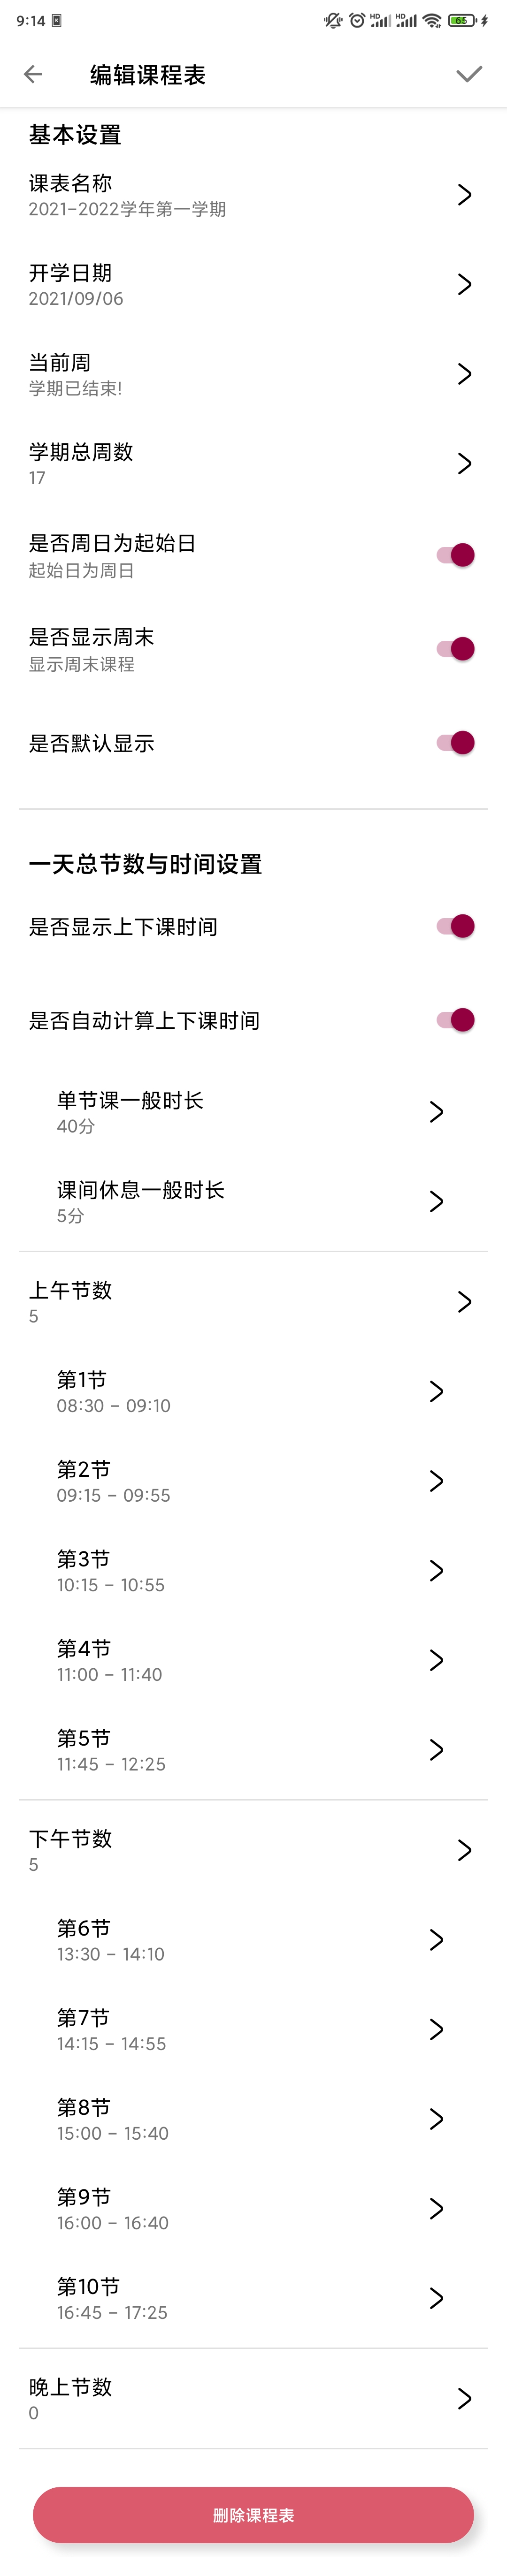 9:14
HD HD 65
编辑课程表
基本设置
课表名称
2021-2022学年第一学期
开学日期
2021/09/06
当前周
学期已结束!
学期总周数
17
是否周日为起始日
起始日为周日
是否显示周末
显示周末课程
是否默认显示
一天总节数与时间设置
是否显示上下课时间
是否自动计算上下课时间
单节课一般时长
40分
课间休息一般时长
5分
上午节数
5
第1节
08:30 - 09:10
第2节
09:15 - 09:55
第3节
10:15 - 10:55
第4节
11:00 - 11:40
第5节
11:45 - 12:25
下午节数
5
第6节
13:30 - 14:10
第7节
14:15 - 14:55
第8节
15:00 - 15:40
第9节
16:00 - 16:40
第10节
16:45 - 17:25
晚上节数
0
删除课程表